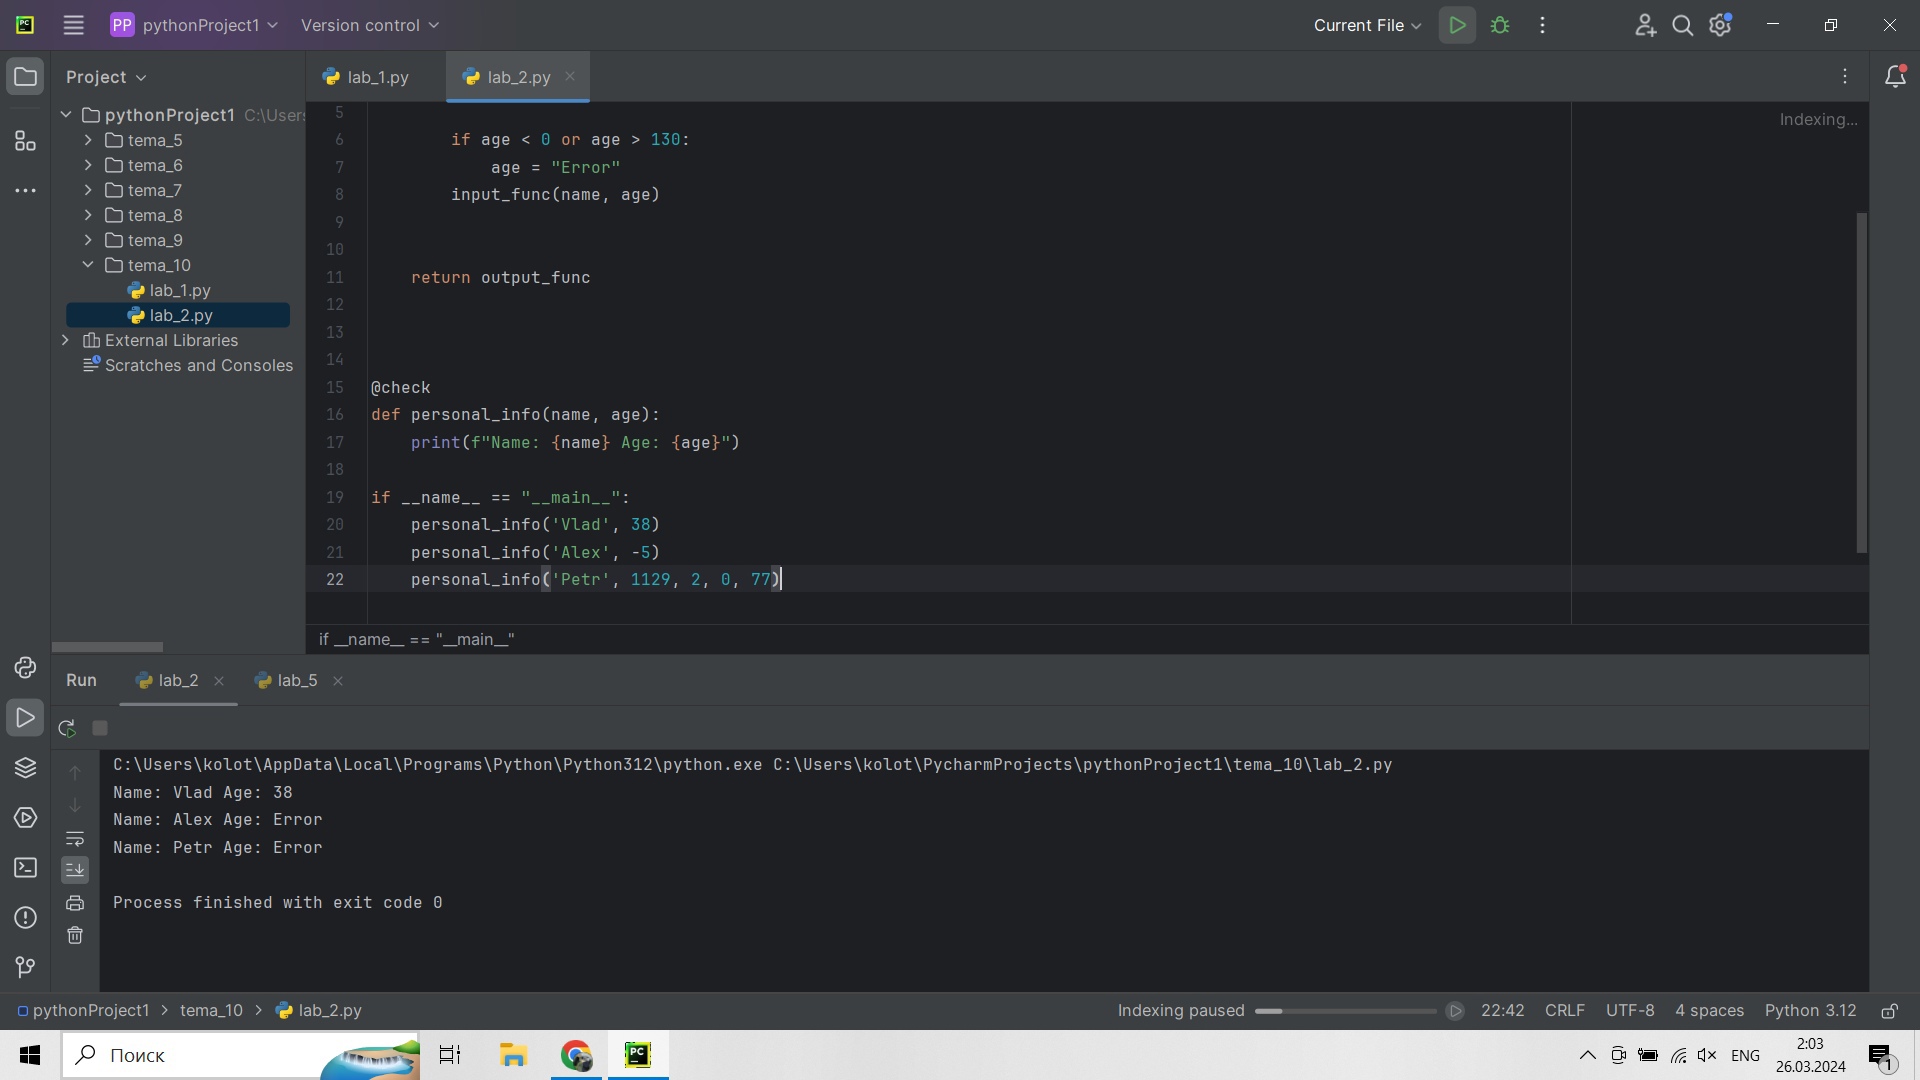 PC
PP pythonProject1
Version control
Current File
Project
lab_1.py
lab_2.py
pythonProject1 C:\Users
tema_5
tema_6
tema_7
tema_8
tema_9
tema_10
lab_1.py
lab_2.py
External Libraries
Scratches and Consoles
Indexing...
5
6 if age < 0 or age > 130:
7 age = "Error"
8 input_func(name, age)
9
10
11 return output_func
12
13
14
15 @check
16 def personal_info(name, age):
17 print(f"Name: {name} Age: {age}")
18
19 if __name__ == "__main__":
20 personal_info('Vlad', 38)
21 personal_info('Alex', -5)
22 personal_info('Petr', 1129, 2, 0, 77)
if __name__ == "__main__"
Run
lab_2
lab_5
C:\Users\kolot\AppData\Local\Programs\Python\Python312\python.exe C:\Users\kolot\PycharmProjects\pythonProject1\tema_10\lab_2.py
Name: Vlad Age: 38
Name: Alex Age: Error
Name: Petr Age: Error
Process finished with exit code 0
pythonProject1 > tema_10 > lab_2.py
Indexing paused
22:42
CRLF
UTF-8
4 spaces
Python 3.12
Поиск
PC
ENG
2:03
26.03.2024
1